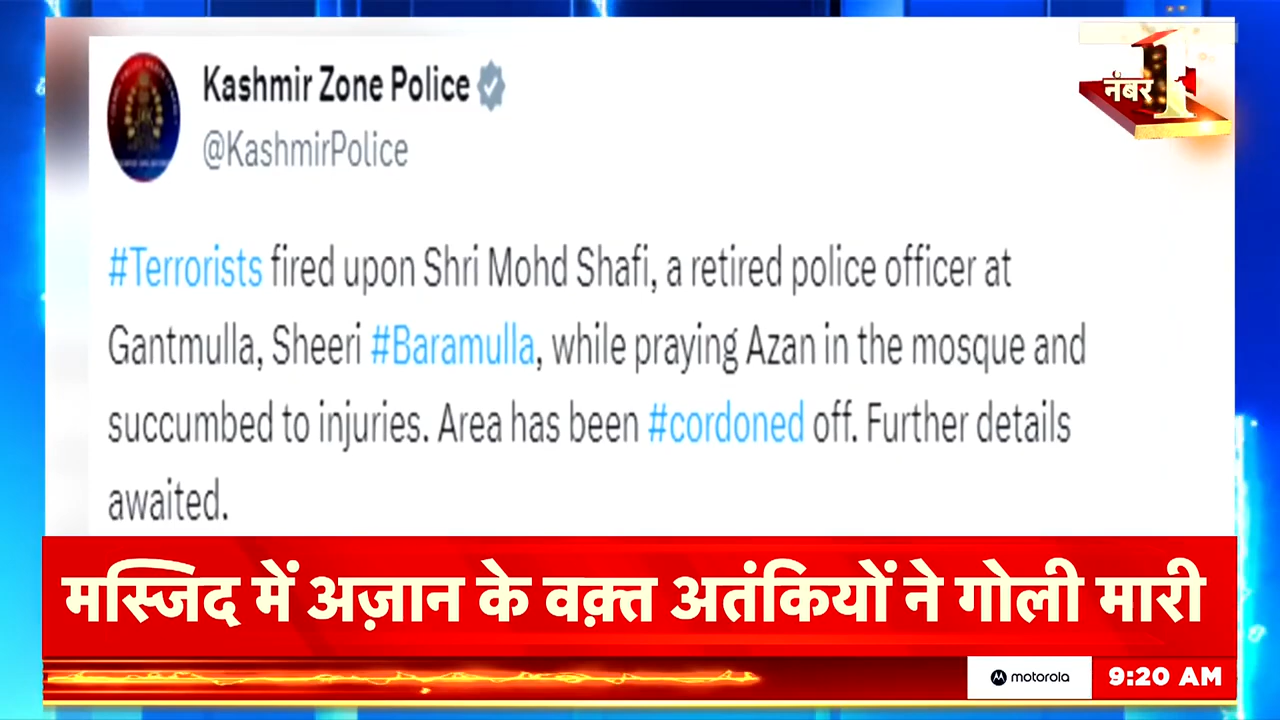 Kashmir Zone Police
@KashmirPolice
नंबर 1
#Terrorists fired upon Shri Mohd Shafi, a retired police officer at
Gantmulla, Sheeri #Baramulla, while praying Azan in the mosque and
succumbed to injuries. Area has been #cordoned off. Further details
awaited.
मस्जिद में अज़ान के वक़्त अतंकियों ने गोली मारी
motorola
9:20 AM